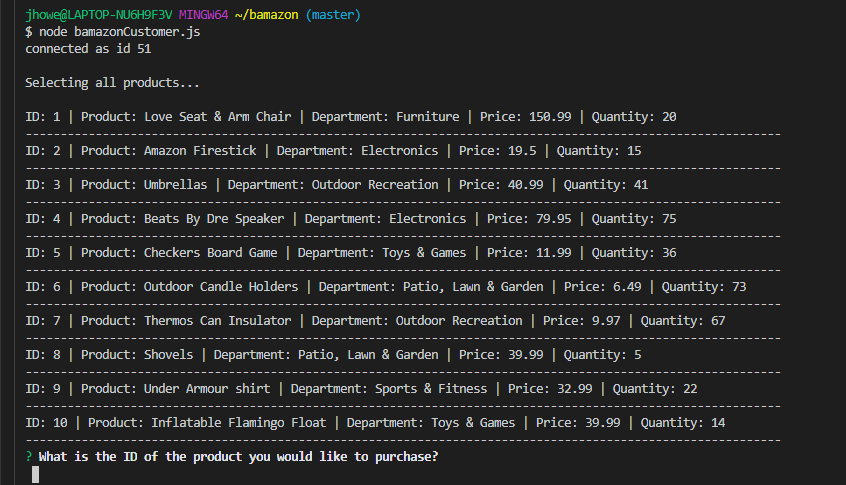 jhowe@LAPTOP-NU6H9F3V MINGW64 ~/bamazon (master)
$ node bamazonCustomer.js
connected as id 51
Selecting all products...
ID: 1 | Product: Love Seat & Arm Chair | Department: Furniture | Price: 150.99 | Quantity: 20
--------------------------------------------------------------------------------------------------------------
ID: 2 | Product: Amazon Firestick | Department: Electronics | Price: 19.5 | Quantity: 15
--------------------------------------------------------------------------------------------------------------
ID: 3 | Product: Umbrellas | Department: Outdoor Recreation | Price: 40.99 | Quantity: 41
--------------------------------------------------------------------------------------------------------------
ID: 4 | Product: Beats By Dre Speaker | Department: Electronics | Price: 79.95 | Quantity: 75
--------------------------------------------------------------------------------------------------------------
ID: 5 | Product: Checkers Board Game | Department: Toys & Games | Price: 11.99 | Quantity: 36
--------------------------------------------------------------------------------------------------------------
ID: 6 | Product: Outdoor Candle Holders | Department: Patio, Lawn & Garden | Price: 6.49 | Quantity: 73
--------------------------------------------------------------------------------------------------------------
ID: 7 | Product: Thermos Can Insulator | Department: Outdoor Recreation | Price: 9.97 | Quantity: 67
--------------------------------------------------------------------------------------------------------------
ID: 8 | Product: Shovels | Department: Patio, Lawn & Garden | Price: 39.99 | Quantity: 5
--------------------------------------------------------------------------------------------------------------
ID: 9 | Product: Under Armour shirt | Department: Sports & Fitness | Price: 32.99 | Quantity: 22
--------------------------------------------------------------------------------------------------------------
ID: 10 | Product: Inflatable Flamingo Float | Department: Toys & Games | Price: 39.99 | Quantity: 14
--------------------------------------------------------------------------------------------------------------
? What is the ID of the product you would like to purchase?